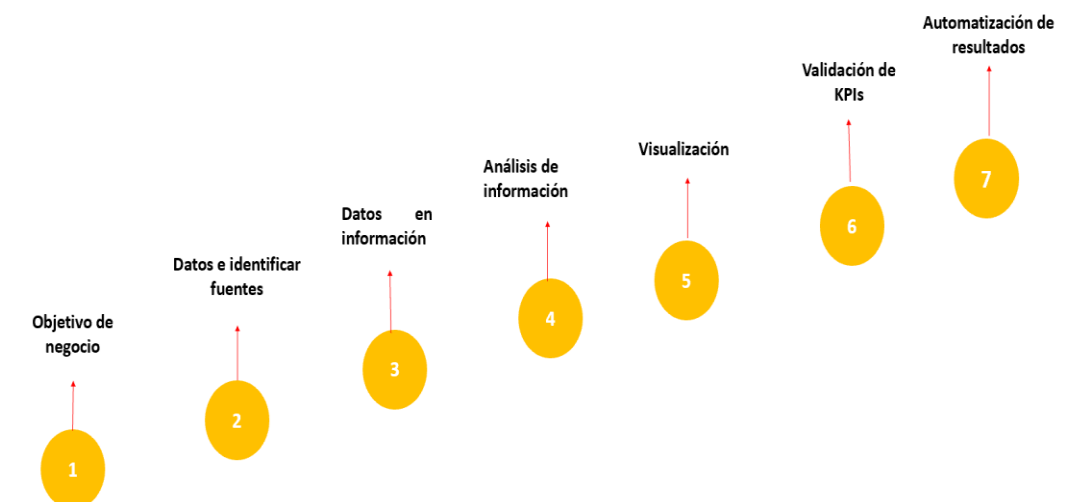 Objetivo de
negocio
1
Datos e identificar
fuentes
2
Datos en
información
3
Análisis de
información
4
Visualización
5
Validación de
KPIs
6
Automatización de
resultados
7